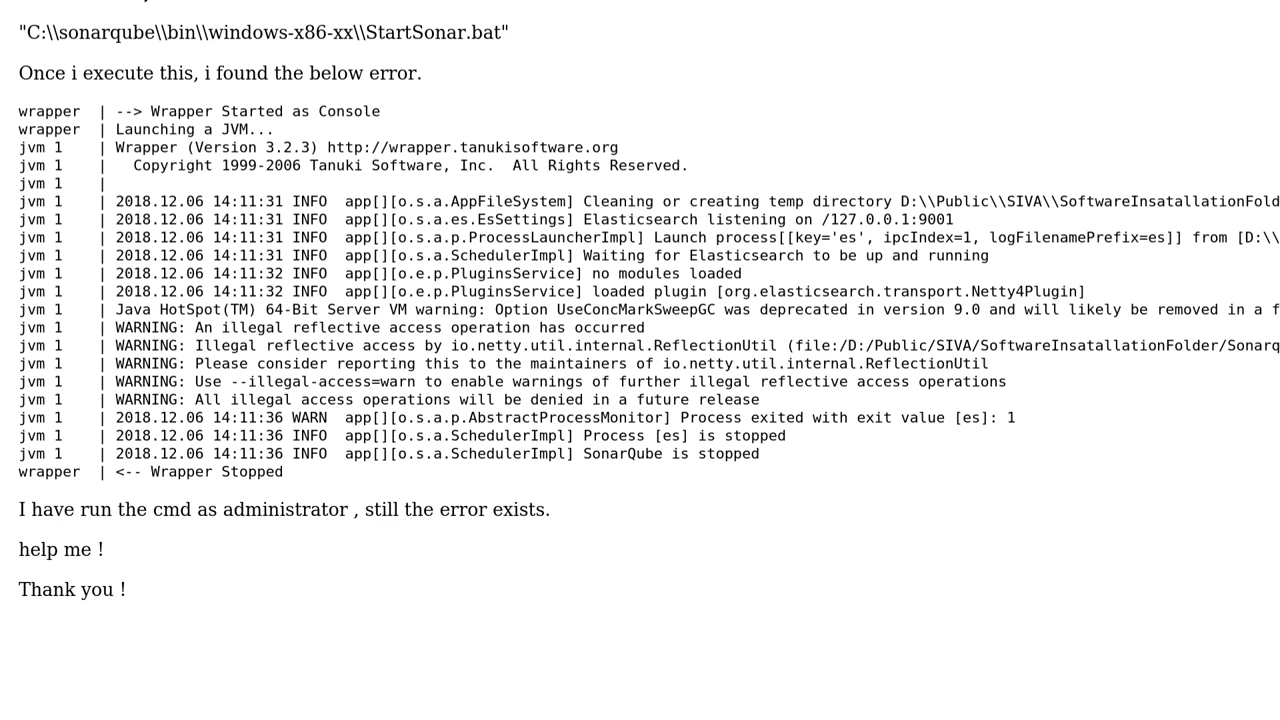 "C:\\sonarqube\\bin\\windows-x86-xx\\StartSonar.bat"
Once i execute this, i found the below error.
wrapper  | --> Wrapper Started as Console
wrapper  | Launching a JVM...
jvm 1    | Wrapper (Version 3.2.3) http://wrapper.tanukisoftware.org
jvm 1    |   Copyright 1999-2006 Tanuki Software, Inc.  All Rights Reserved.
jvm 1    |
jvm 1    | 2018.12.06 14:11:31 INFO  app[][o.s.a.AppFileSystem] Cleaning or creating temp directory D:\\Public\\SIVA\\SoftwareInsatallationFold
jvm 1    | 2018.12.06 14:11:31 INFO  app[][o.s.a.es.EsSettings] Elasticsearch listening on /127.0.0.1:9001
jvm 1    | 2018.12.06 14:11:31 INFO  app[][o.s.a.p.ProcessLauncherImpl] Launch process[[key='es', ipcIndex=1, logFilenamePrefix=es]] from [D:\\
jvm 1    | 2018.12.06 14:11:31 INFO  app[][o.s.a.SchedulerImpl] Waiting for Elasticsearch to be up and running
jvm 1    | 2018.12.06 14:11:32 INFO  app[][o.e.p.PluginsService] no modules loaded
jvm 1    | 2018.12.06 14:11:32 INFO  app[][o.e.p.PluginsService] loaded plugin [org.elasticsearch.transport.Netty4Plugin]
jvm 1    | Java HotSpot(TM) 64-Bit Server VM warning: Option UseConcMarkSweepGC was deprecated in version 9.0 and will likely be removed in a f
jvm 1    | WARNING: An illegal reflective access operation has occurred
jvm 1    | WARNING: Illegal reflective access by io.netty.util.internal.ReflectionUtil (file:/D:/Public/SIVA/SoftwareInsatallationFolder/Sonarq
jvm 1    | WARNING: Please consider reporting this to the maintainers of io.netty.util.internal.ReflectionUtil
jvm 1    | WARNING: Use --illegal-access=warn to enable warnings of further illegal reflective access operations
jvm 1    | WARNING: All illegal access operations will be denied in a future release
jvm 1    | 2018.12.06 14:11:36 WARN  app[][o.s.a.p.AbstractProcessMonitor] Process exited with exit value [es]: 1
jvm 1    | 2018.12.06 14:11:36 INFO  app[][o.s.a.SchedulerImpl] Process [es] is stopped
jvm 1    | 2018.12.06 14:11:36 INFO  app[][o.s.a.SchedulerImpl] SonarQube is stopped
wrapper  | <-- Wrapper Stopped
I have run the cmd as administrator , still the error exists.
help me !
Thank you !